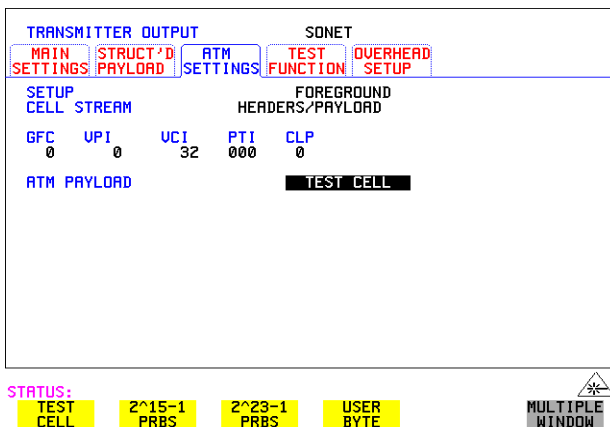 TRANSMITTER OUTPUT SONET
MAIN SETTINGS STRUCT'D PAYLOAD ATM SETTINGS TEST FUNCTION OVERHEAD SETUP
SETUP FOREGROUND
CELL STREAM HEADERS/PAYLOAD
GFC VPI VCI PTI CLP
0 0 32 000 0
ATM PAYLOAD TEST CELL
STATUS:
TEST CELL 2^15-1 PRBS 2^23-1 PRBS USER BYTE MULTIPLE WINDOW